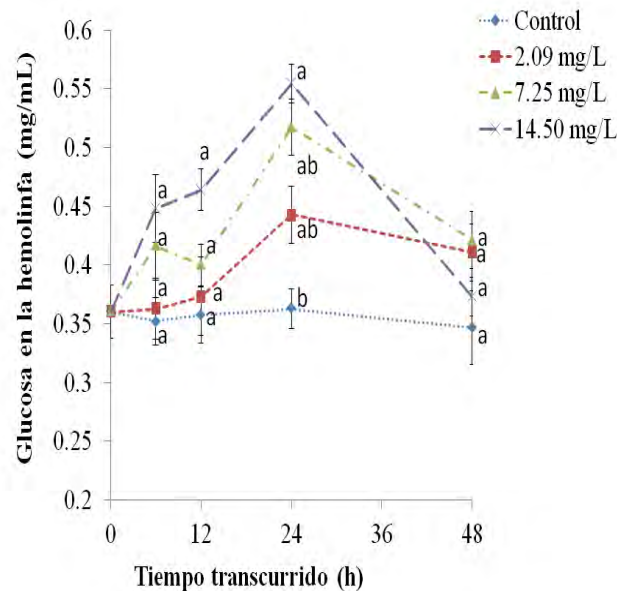 Control
2.09 mg/L
7.25 mg/L
14.50 mg/L
Glucosa en la hemolinfa (mg/mL)
0.6
0.55
0.5
0.45
0.4
0.35
0.3
0.25
0.2
a
a
a
a
a
a
a
a
a
a
ab
ab
b
a
a
a
a
0 6 12 24 36 48
Tiempo transcurrido (h)